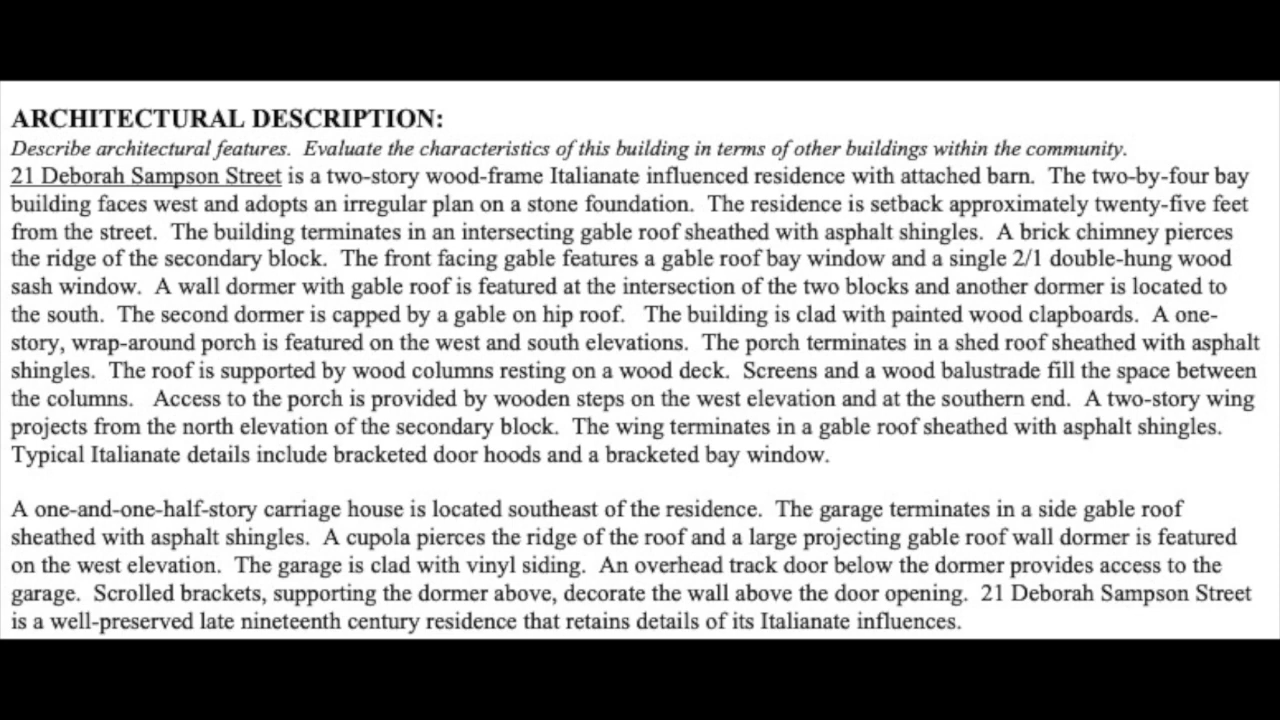 ARCHITECTURAL DESCRIPTION:
Describe architectural features. Evaluate the characteristics of this building in terms of other buildings within the community.
21 Deborah Sampson Street is a two-story wood-frame Italianate influenced residence with attached barn. The two-by-four bay
building faces west and adopts an irregular plan on a stone foundation. The residence is setback approximately twenty-five feet
from the street. The building terminates in an intersecting gable roof sheathed with asphalt shingles. A brick chimney pierces
the ridge of the secondary block. The front facing gable features a gable roof bay window and a single 2/1 double-hung wood
sash window. A wall dormer with gable roof is featured at the intersection of the two blocks and another dormer is located to
the south. The second dormer is capped by a gable on hip roof. The building is clad with painted wood clapboards. A one-
story, wrap-around porch is featured on the west and south elevations. The porch terminates in a shed roof sheathed with asphalt
shingles. The roof is supported by wood columns resting on a wood deck. Screens and a wood balustrade fill the space between
the columns. Access to the porch is provided by wooden steps on the west elevation and at the southern end. A two-story wing
projects from the north elevation of the secondary block. The wing terminates in a gable roof sheathed with asphalt shingles.
Typical Italianate details include bracketed door hoods and a bracketed bay window.
A one-and-one-half-story carriage house is located southeast of the residence. The garage terminates in a side gable roof
sheathed with asphalt shingles. A cupola pierces the ridge of the roof and a large projecting gable roof wall dormer is featured
on the west elevation. The garage is clad with vinyl siding. An overhead track door below the dormer provides access to the
garage. Scrolled brackets, supporting the dormer above, decorate the wall above the door opening. 21 Deborah Sampson Street
is a well-preserved late nineteenth century residence that retains details of its Italianate influences.